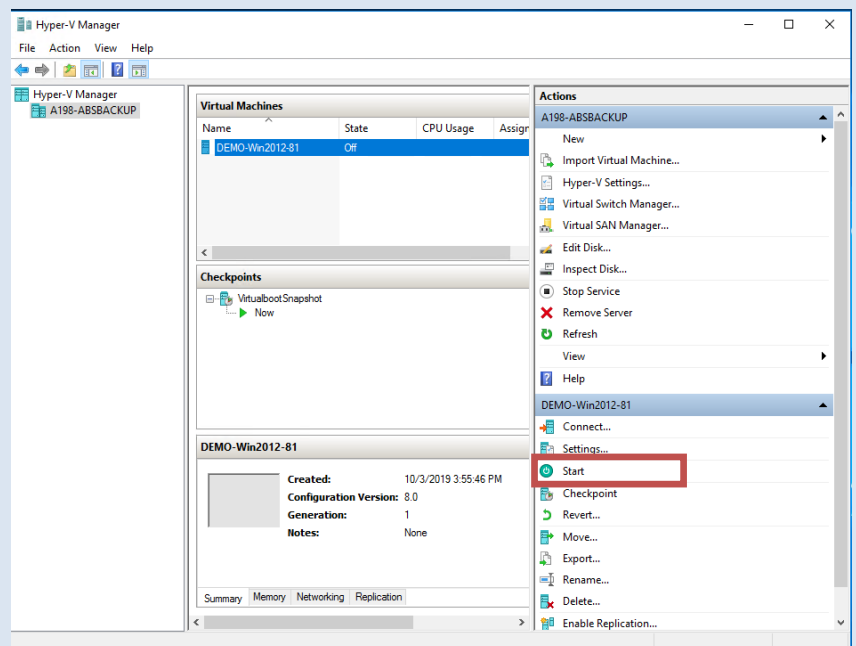 Hyper-V Manager
File Action View Help
Hyper-V Manager
A198-ABSBACKUP
Virtual Machines
Name State CPU Usage Assigr
DEMO-Win2012-81 Off
Checkpoints
VirtualbootSnapshot
Now
DEMO-Win2012-81
Created: 10/3/2019 3:55:46 PM
Configuration Version: 8.0
Generation: 1
Notes: None
Summary Memory Networking Replication
Actions
A198-ABSBACKUP
New
Import Virtual Machine...
Hyper-V Settings...
Virtual Switch Manager...
Virtual SAN Manager...
Edit Disk...
Inspect Disk...
Stop Service
Remove Server
Refresh
View
Help
DEMO-Win2012-81
Connect...
Settings...
Start
Checkpoint
Revert...
Move...
Export...
Rename...
Delete...
Enable Replication...